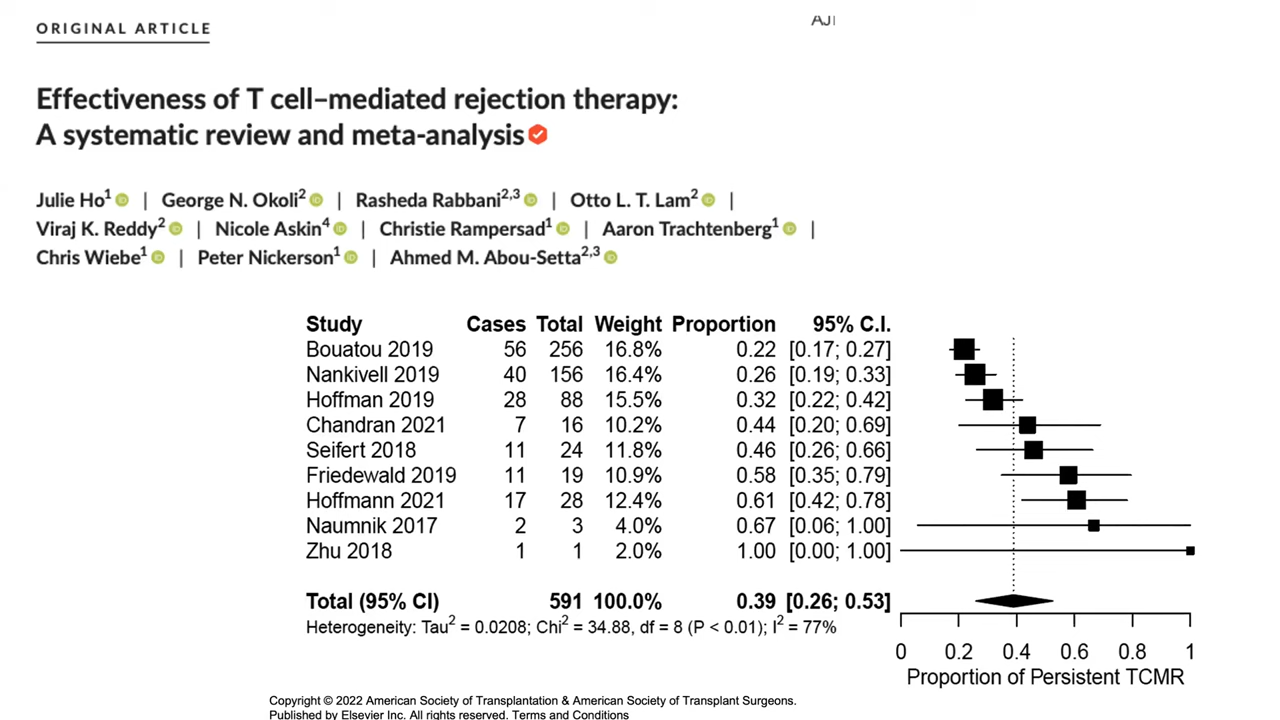 ORIGINAL ARTICLE
AJT
Effectiveness of T cell–mediated rejection therapy:
A systematic review and meta-analysis
Julie Ho1 | George N. Okoli2 | Rasheda Rabbani2,3 | Otto L. T. Lam2 |
Viraj K. Reddy2 | Nicole Askin4 | Christie Rampersad1 | Aaron Trachtenberg1 |
Chris Wiebe1 | Peter Nickerson1 | Ahmed M. Abou-Setta2,3
Study Cases Total Weight Proportion 95% C.I.
Bouatou 2019 56 256 16.8% 0.22 [0.17; 0.27]
Nankivell 2019 40 156 16.4% 0.26 [0.19; 0.33]
Hoffman 2019 28 88 15.5% 0.32 [0.22; 0.42]
Chandran 2021 7 16 10.2% 0.44 [0.20; 0.69]
Seifert 2018 11 24 11.8% 0.46 [0.26; 0.66]
Friedewald 2019 11 19 10.9% 0.58 [0.35; 0.79]
Hoffmann 2021 17 28 12.4% 0.61 [0.42; 0.78]
Naumnik 2017 2 3 4.0% 0.67 [0.06; 1.00]
Zhu 2018 1 1 2.0% 1.00 [0.00; 1.00]
Total (95% CI) 591 100.0% 0.39 [0.26; 0.53]
Heterogeneity: Tau2 = 0.0208; Chi2 = 34.88, df = 8 (P < 0.01); I2 = 77%
0 0.2 0.4 0.6 0.8 1
Proportion of Persistent TCMR
Copyright © 2022 American Society of Transplantation & American Society of Transplant Surgeons.
Published by Elsevier Inc. All rights reserved. Terms and Conditions